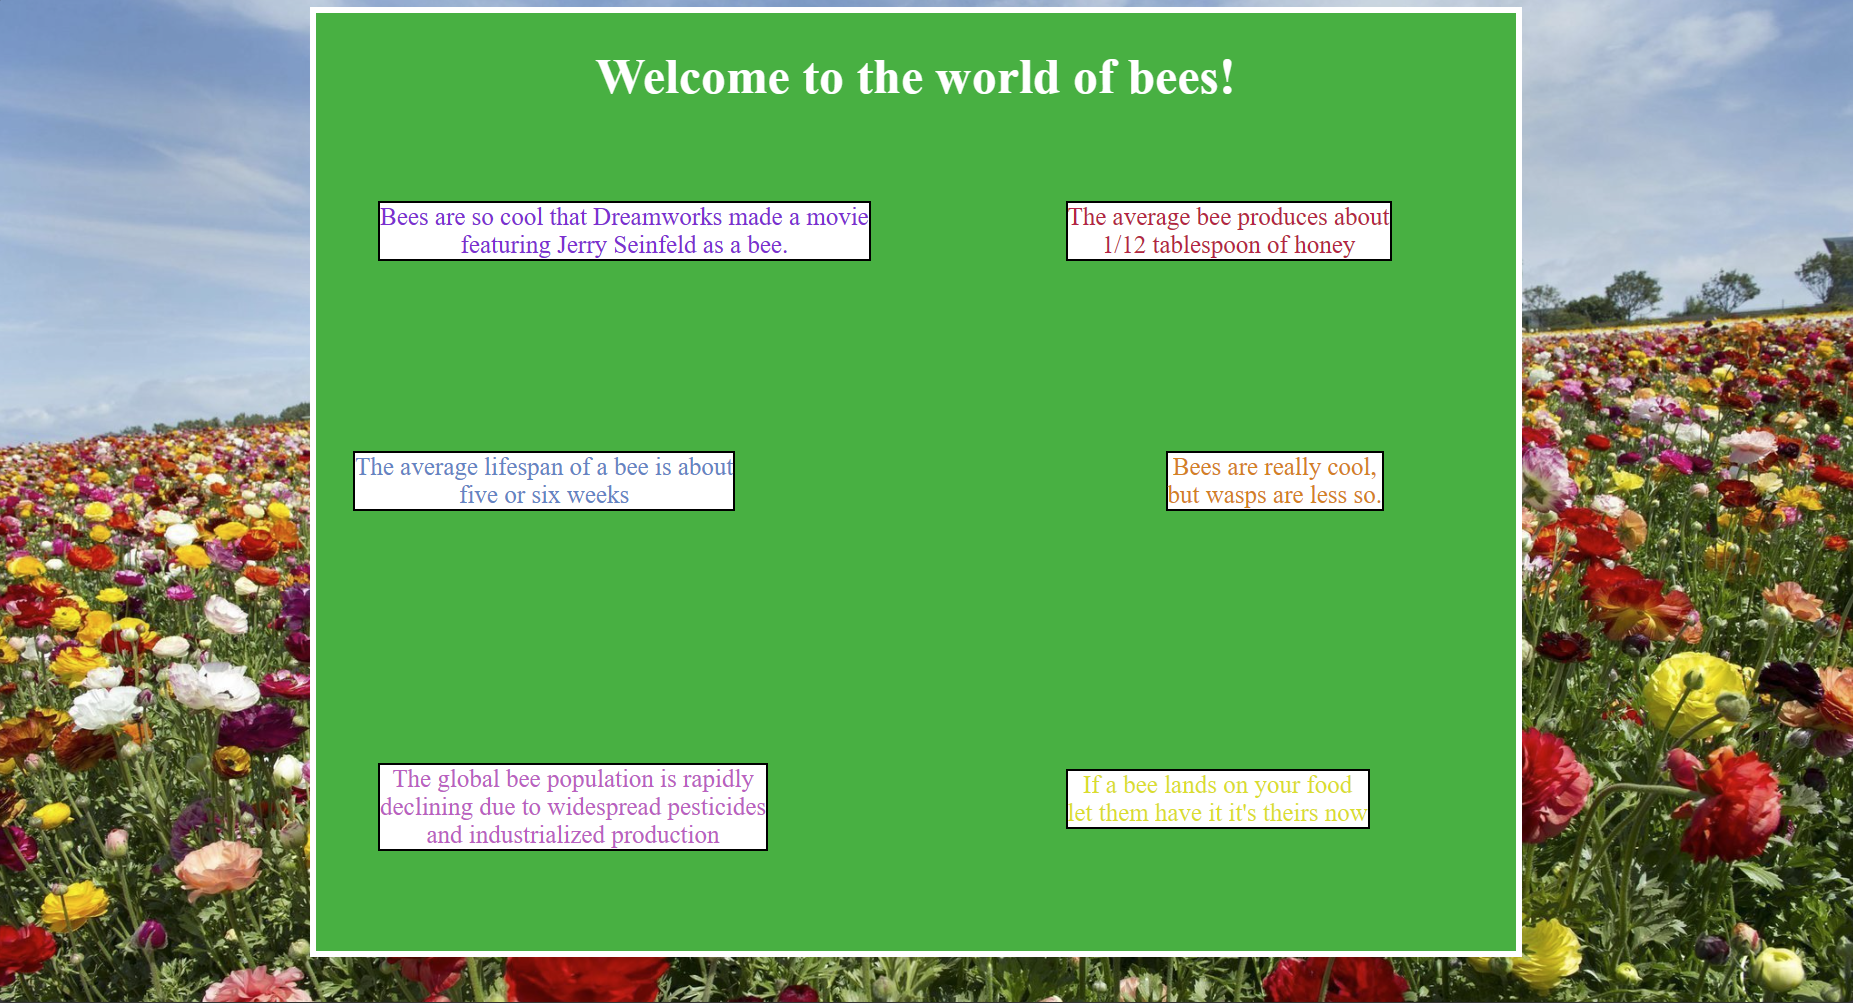 Welcome to the world of bees!
Bees are so cool that Dreamworks made a movie
featuring Jerry Seinfeld as a bee.
The average bee produces about
1/12 tablespoon of honey
The average lifespan of a bee is about
five or six weeks
Bees are really cool,
but wasps are less so.
The global bee population is rapidly
declining due to widespread pesticides
and industrialized production
If a bee lands on your food
let them have it it's theirs now